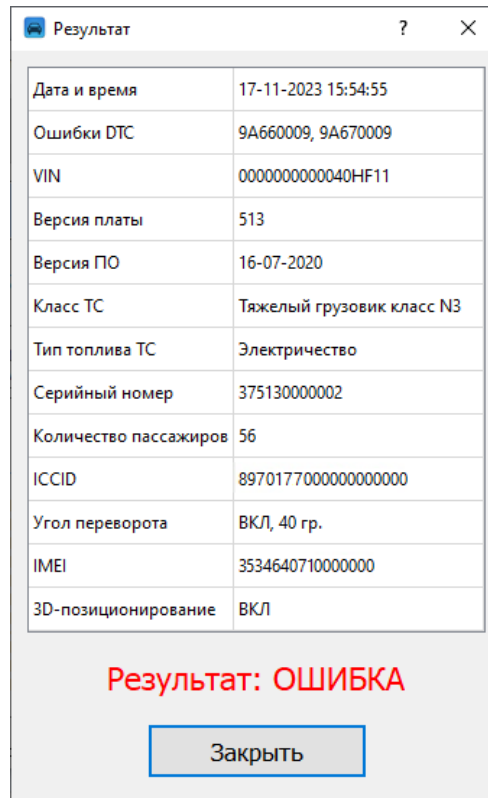 Результат ?
Дата и время 17-11-2023 15:54:55
Ошибки DTC 9A660009, 9A670009
VIN 0000000000040HF11
Версия платы 513
Версия ПО 16-07-2020
Класс ТС Тяжелый грузовик класс N3
Тип топлива ТС Электричество
Серийный номер 375130000002
Количество пассажиров 56
ICCID 8970177000000000000
Угол переворота ВКЛ, 40 гр.
IMEI 3534640710000000
3D-позиционирование ВКЛ
Результат: ОШИБКА
Закрыть